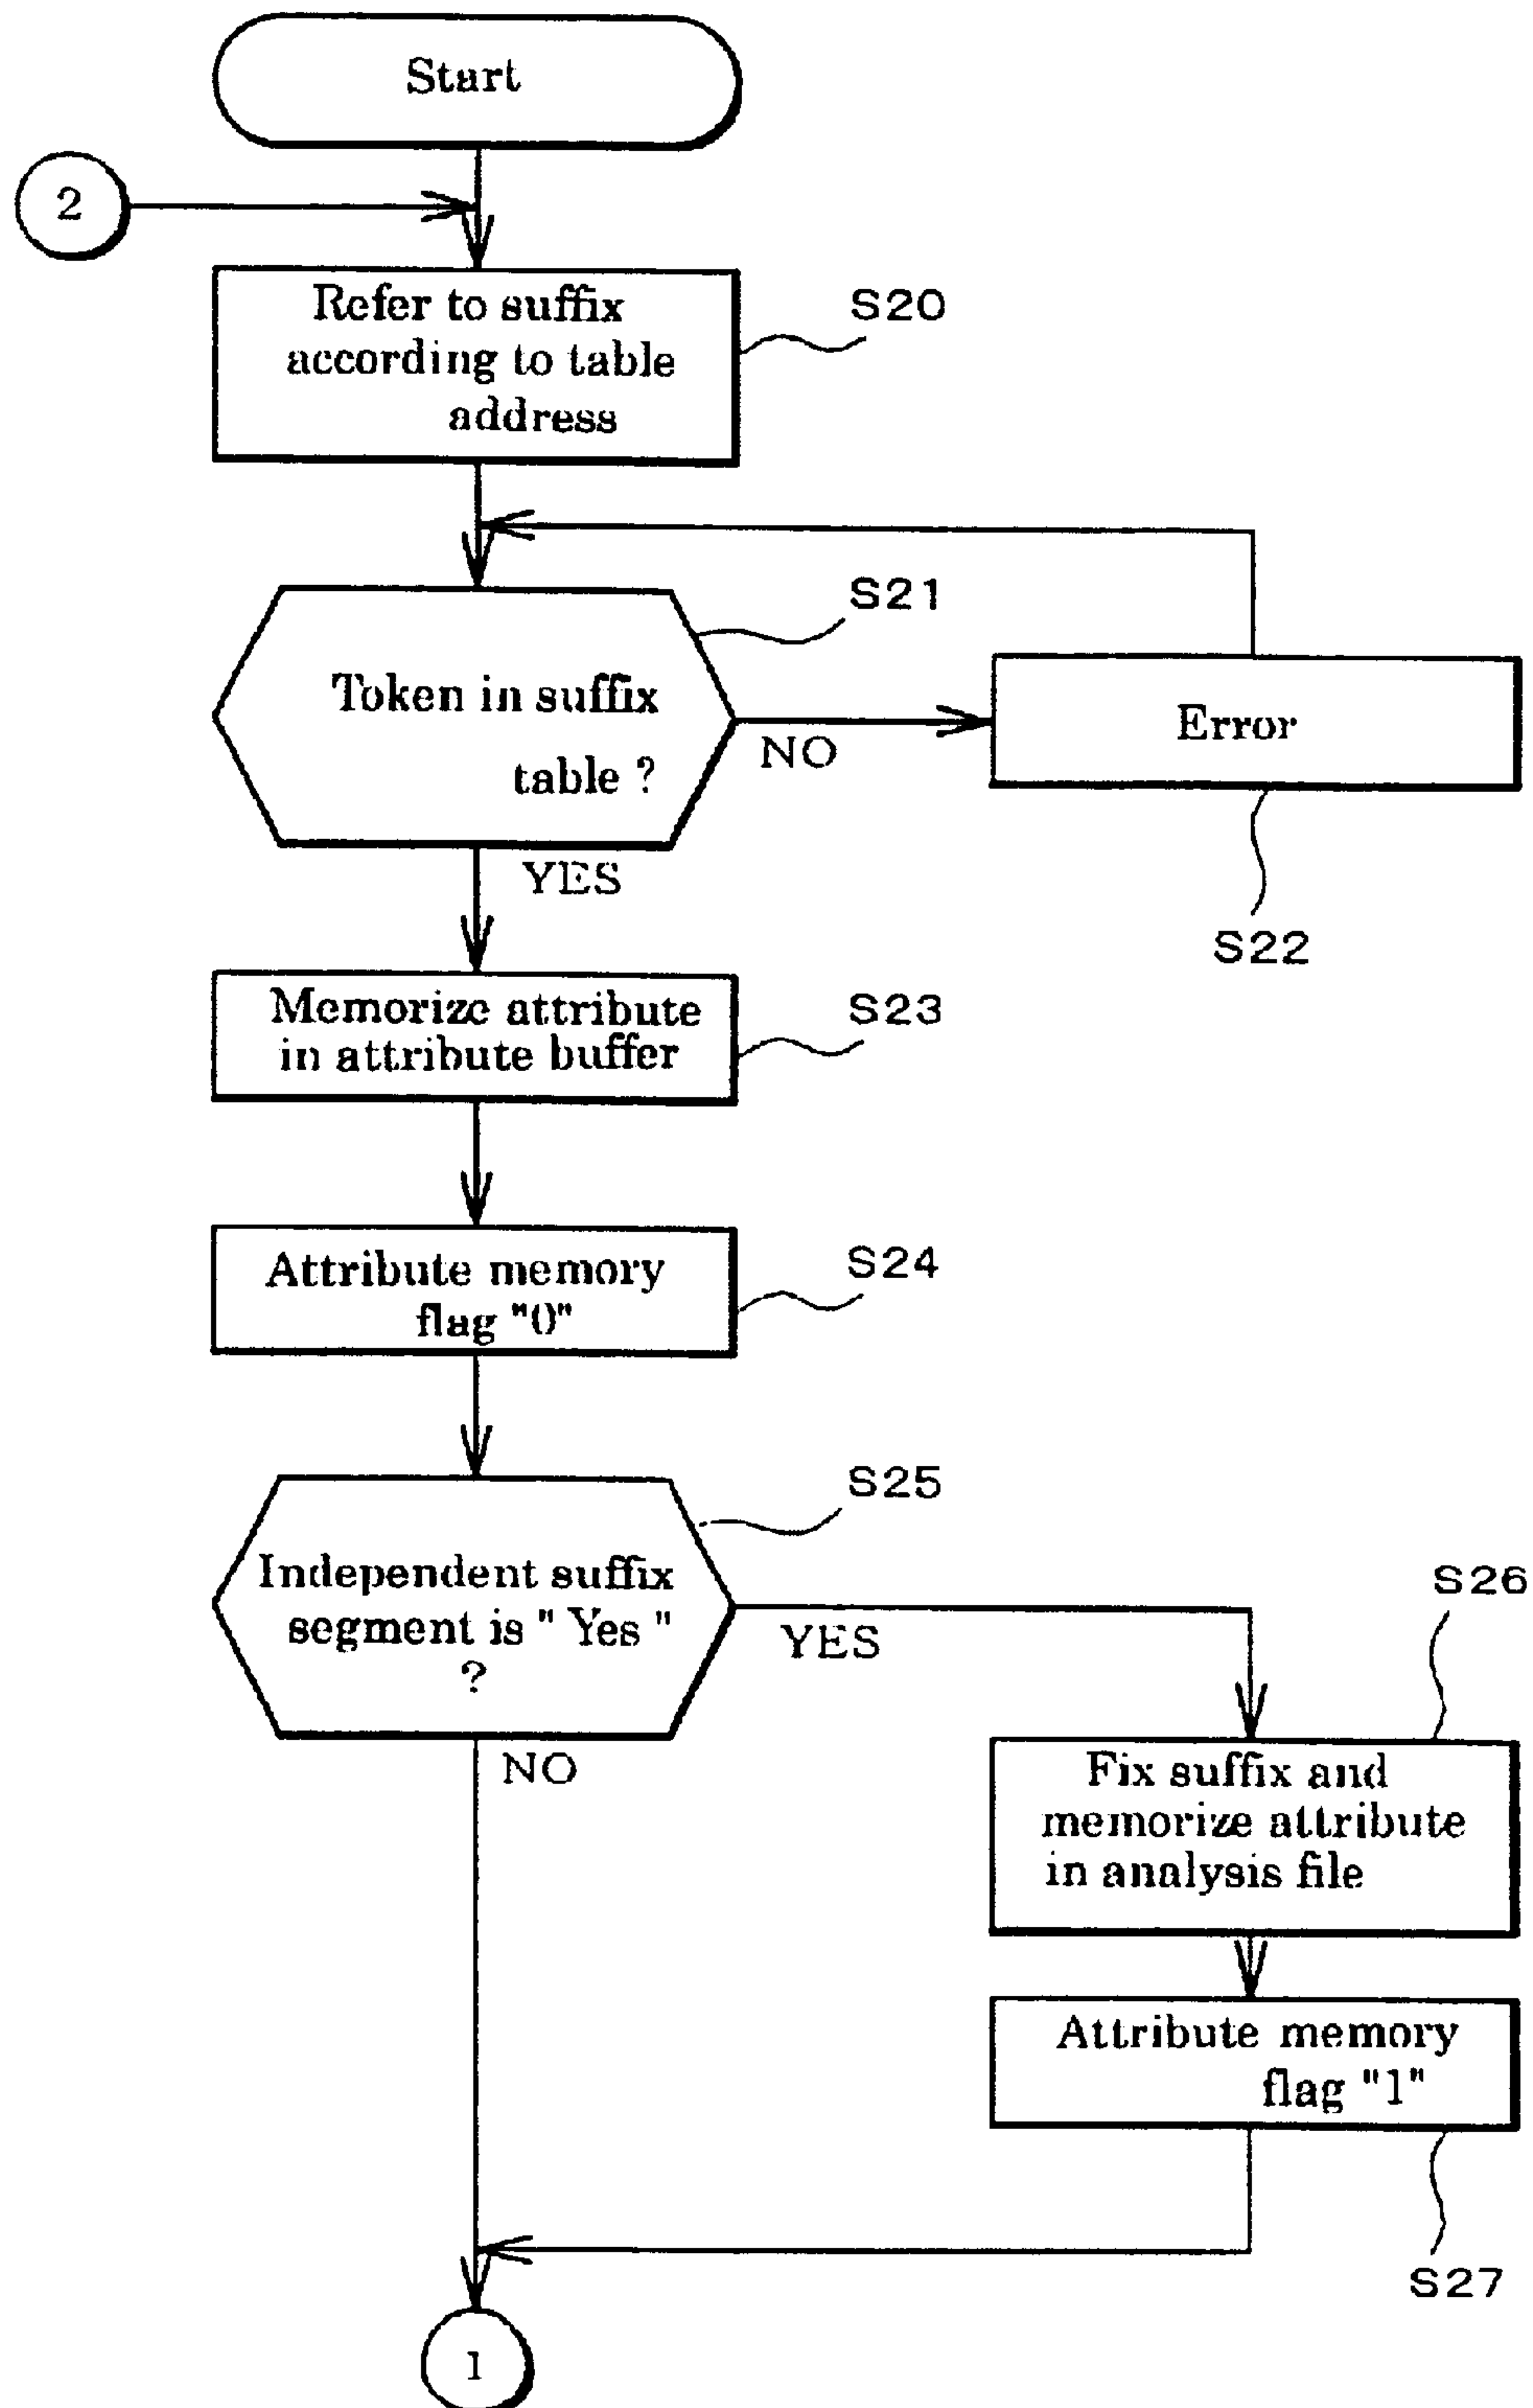 Start
2
Refer to suffix
according to table
address
S20
S21
Token in suffix
table ?
NO
Error
YES
S22
Memorize attribute
in attribute buffer
S23
Attribute memory
flag "0"
S24
S25
Independent suffix
segment is " Yes "
?
YES
NO
S26
Fix suffix and
memorize attribute
in analysis file
Attribute memory
flag "1"
S27
1